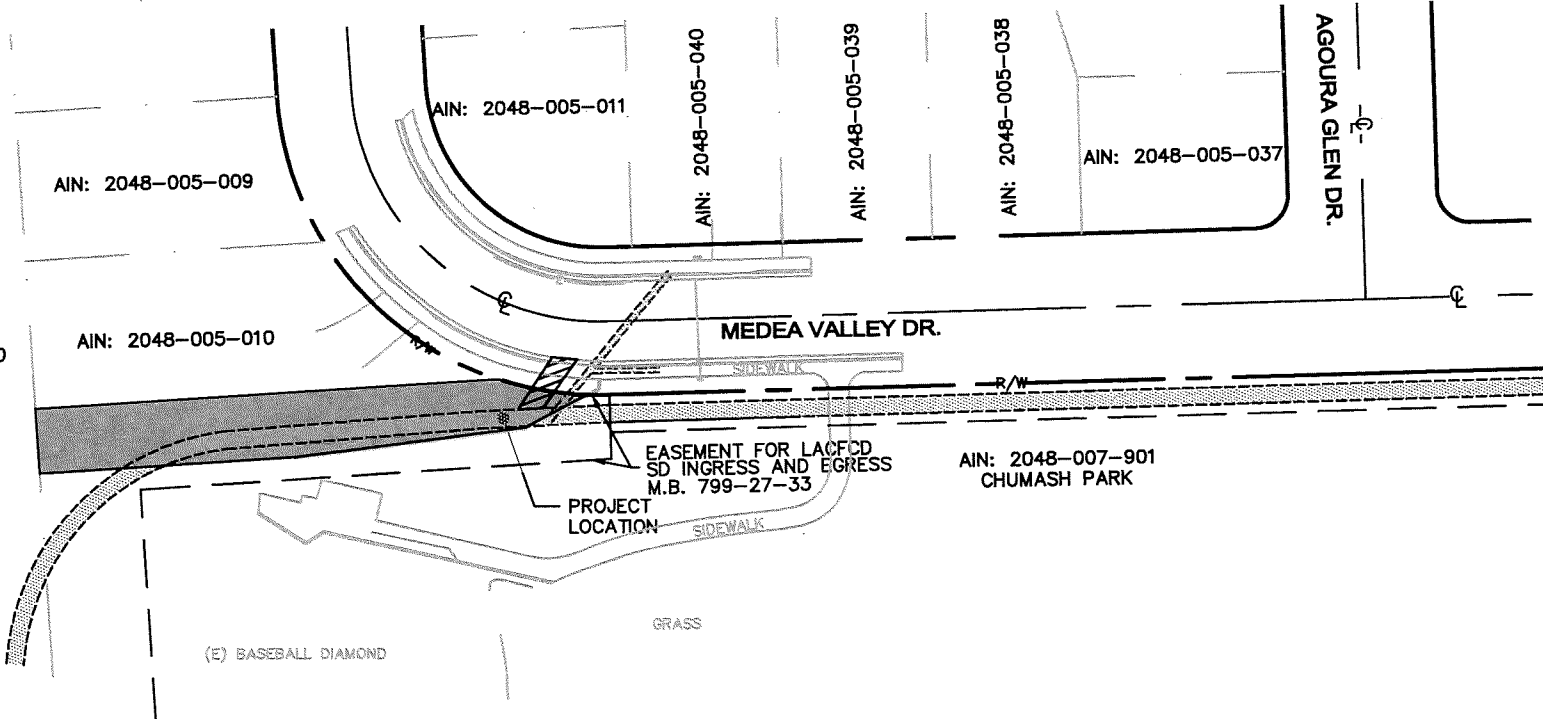 AIN: 2048-005-009
AIN: 2048-005-010
AIN: 2048-005-011
AIN: 2048-005-040
AIN: 2048-005-039
AIN: 2048-005-038
AIN: 2048-005-037
AGOURA GLEN DR.
CL
CL
CL
MEDEA VALLEY DR.
SIDEWALK
R/W
R/W
EASEMENT FOR LACFCD
SD INGRESS AND EGRESS
M.B. 799-27-33
PROJECT
LOCATION
AIN: 2048-007-901
CHUMASH PARK
SIDEWALK
GRASS
(E) BASEBALL DIAMOND